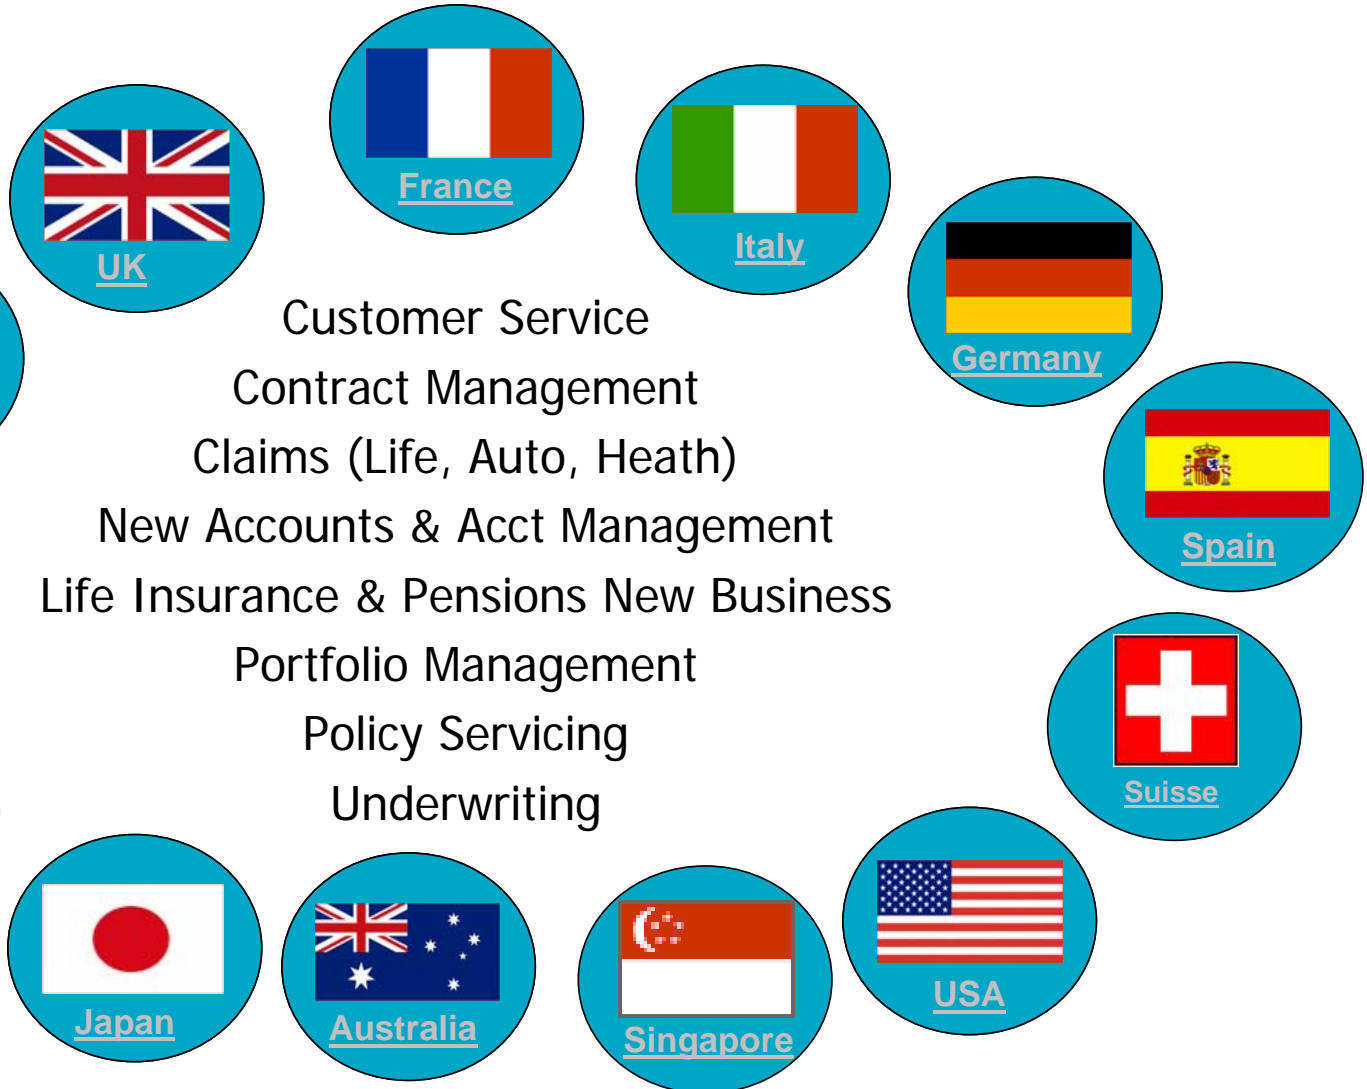 France
Italy
UK
Germany
Customer Service
Contract Management
Claims (Life, Auto, Heath)
New Accounts & Acct Management
Life Insurance & Pensions New Business
Portfolio Management
Policy Servicing
Underwriting
Spain
Suisse
USA
Singapore
Australia
Japan